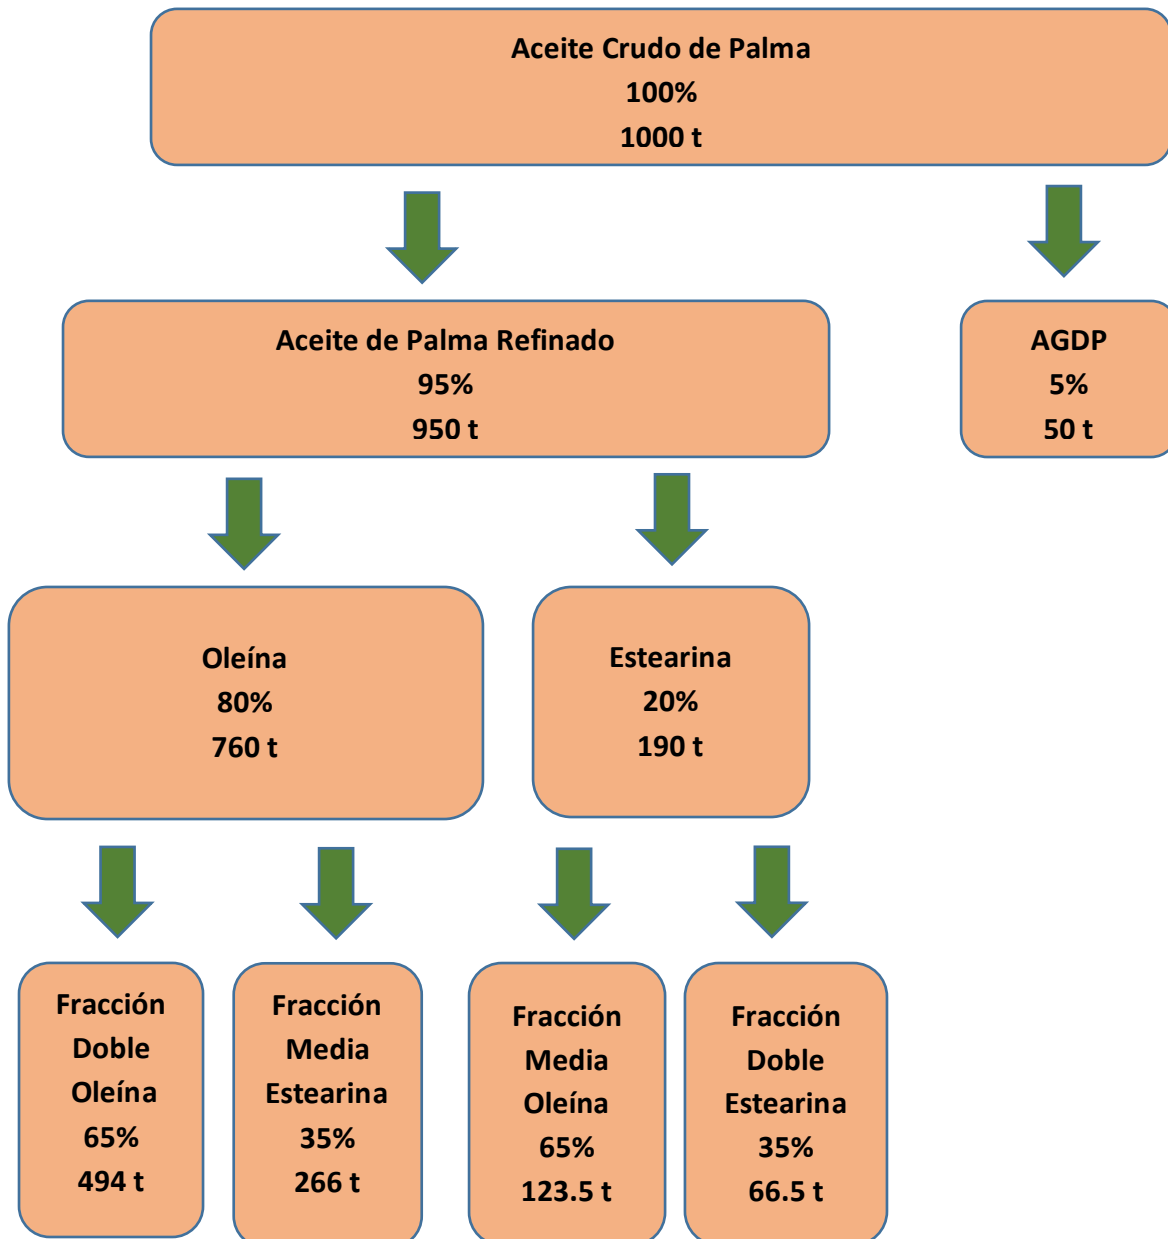 Aceite Crudo de Palma
100%
1000 t
Aceite de Palma Refinado
95%
950 t
AGDP
5%
50 t
Oleína
80%
760 t
Estearina
20%
190 t
Fracción
Doble
Oleína
65%
494 t
Fracción
Media
Estearina
35%
266 t
Fracción
Media
Oleína
65%
123.5 t
Fracción
Doble
Estearina
35%
66.5 t